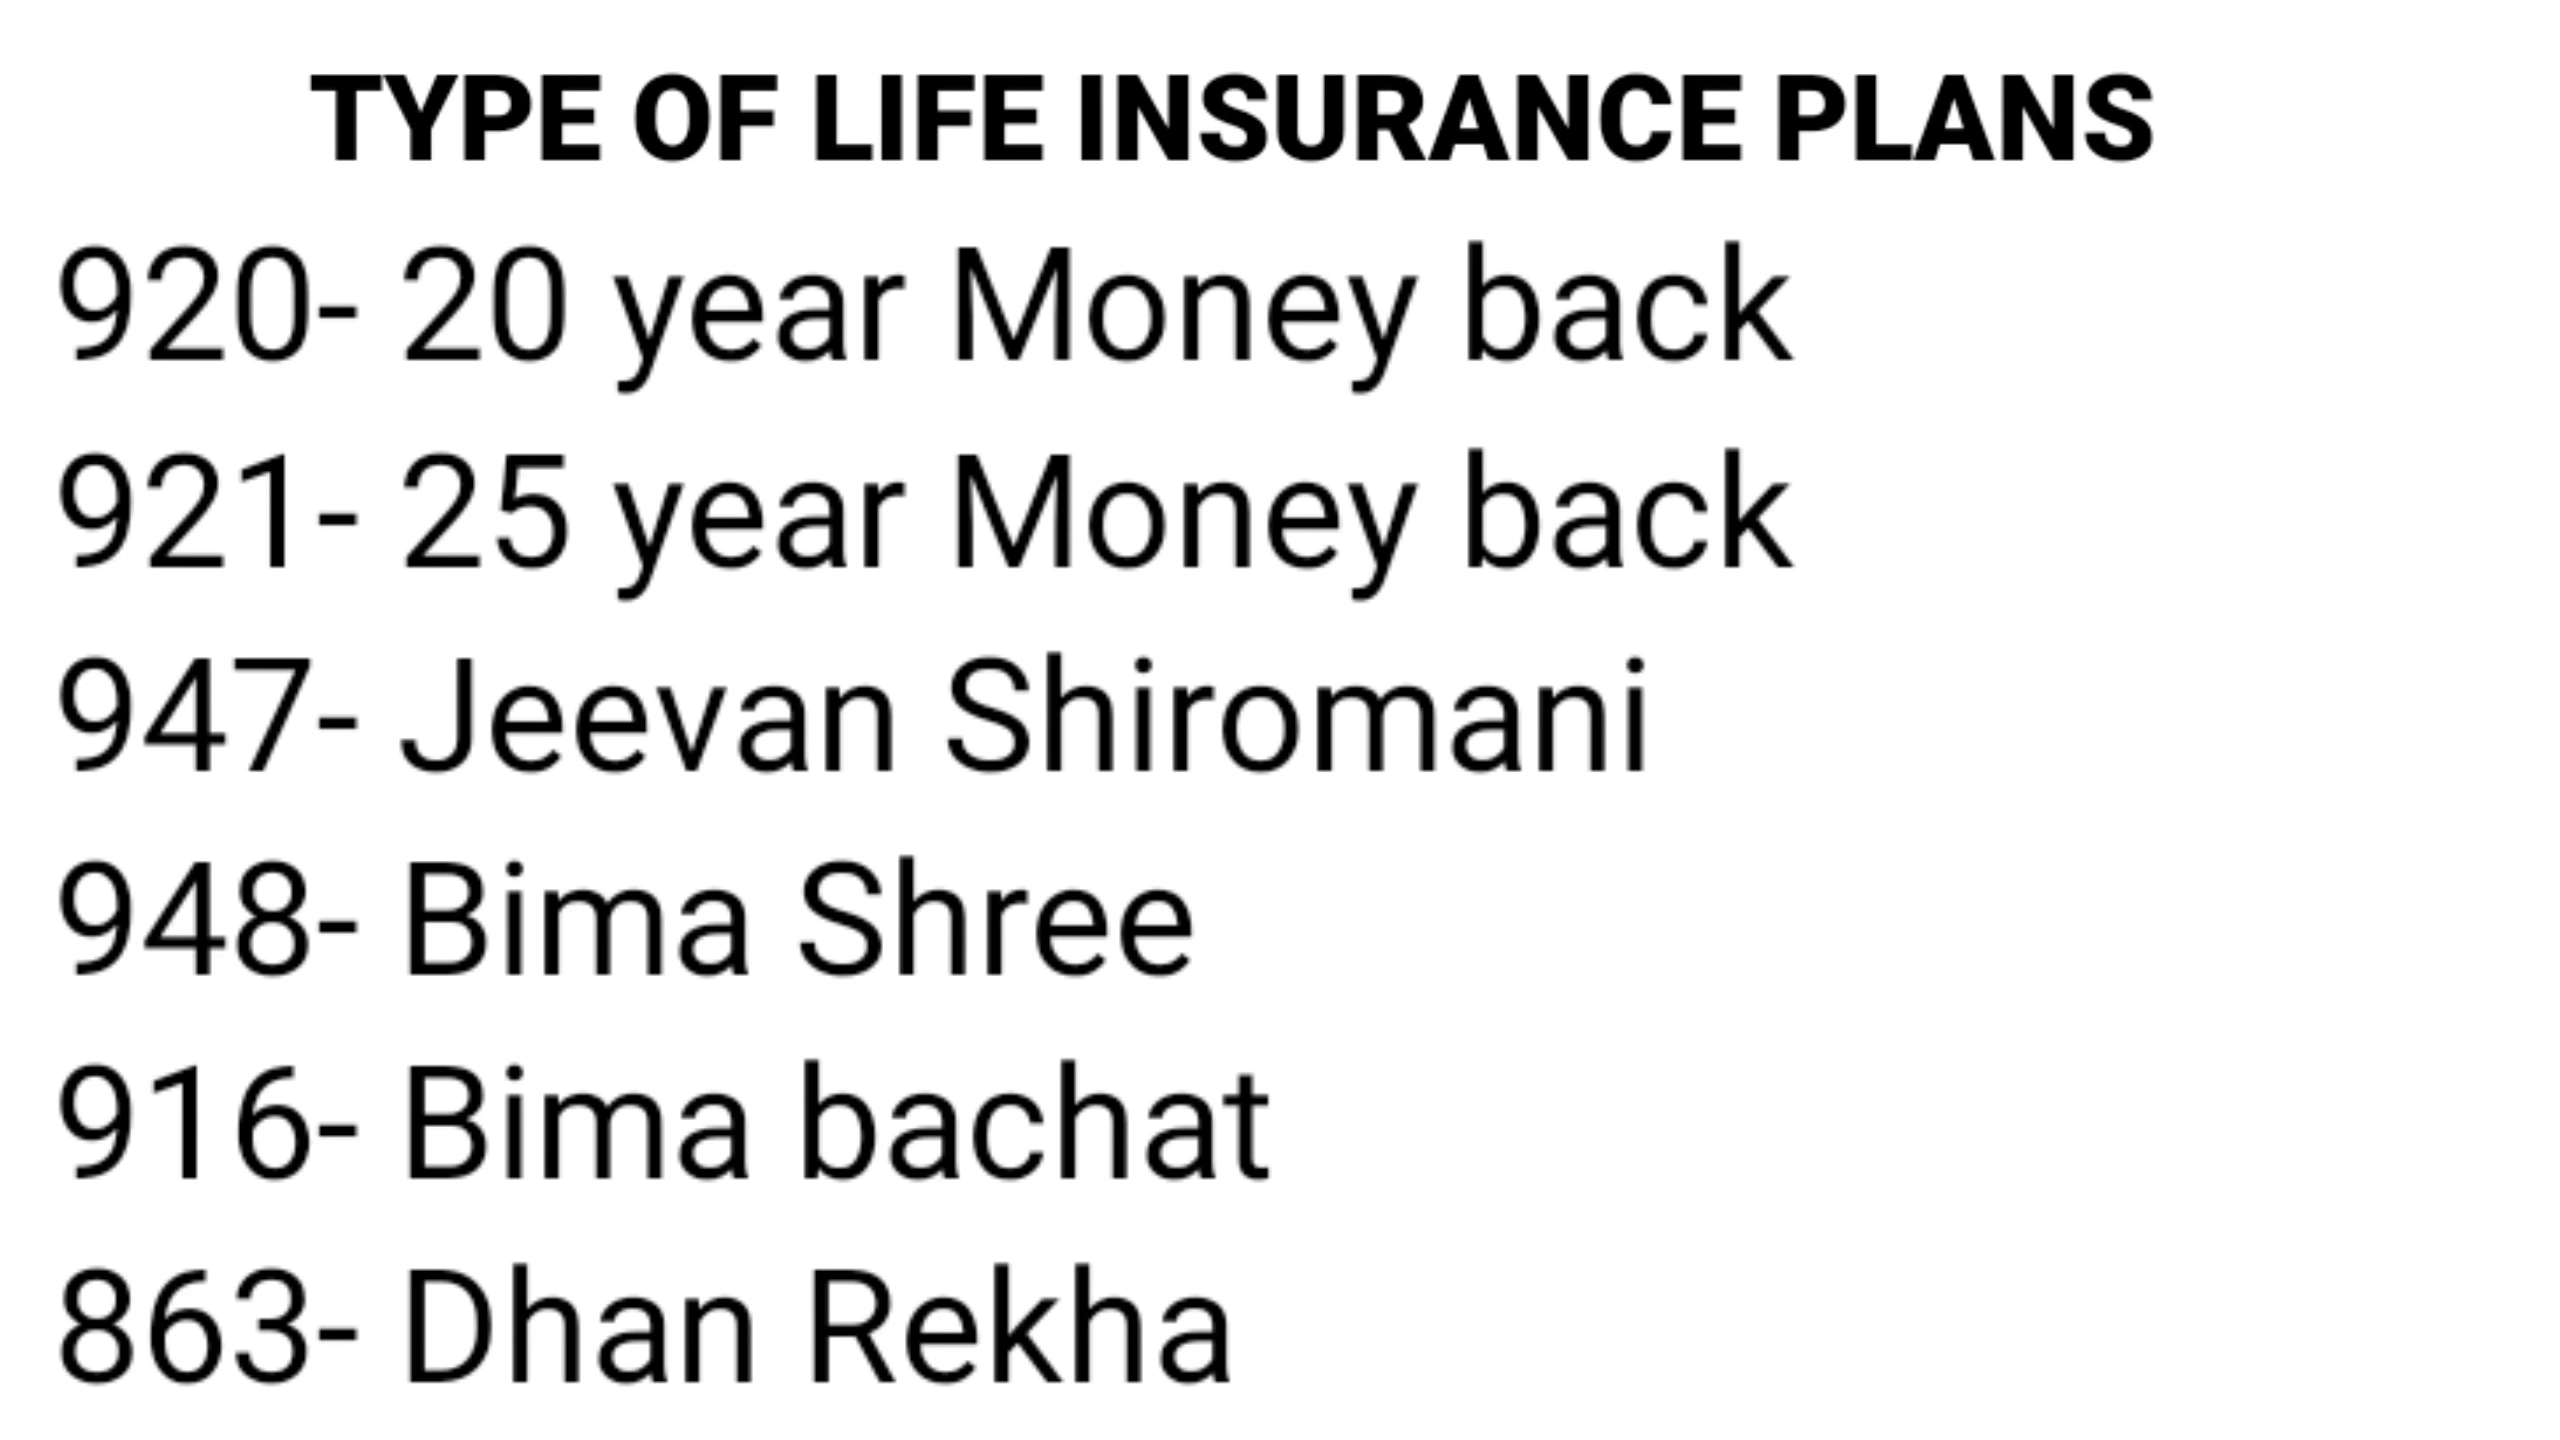 TYPE OF LIFE INSURANCE PLANS
920- 20 year Money back
921- 25 year Money back
947- Jeevan Shiromani
948- Bima Shree
916- Bima bachat
863- Dhan Rekha